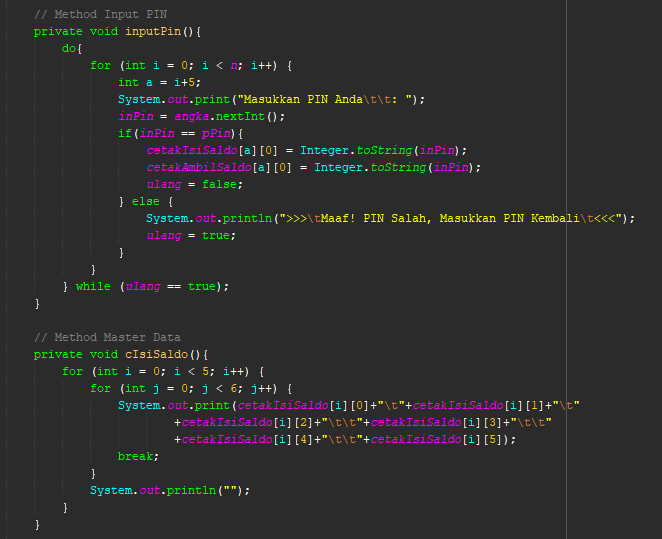 // Method Input PIN
private void inputPin(){
do{
for (int i = 0; i < n; i++) {
int a = i+5;
System.out.print("Masukkan PIN Anda\t\t: ");
inPin = angka.nextInt();
if(inPin == pPin){
cetakIsiSaldo[a][0] = Integer.toString(inPin);
cetakAmbilSaldo[a][0] = Integer.toString(inPin);
ulang = false;
} else {
System.out.println(">>>\tMaaf! PIN Salah, Masukkan PIN Kembali\t<<<");
ulang = true;
}
}
} while (ulang == true);
}
// Method Master Data
private void cIsiSaldo(){
for (int i = 0; i < 5; i++) {
for (int j = 0; j < 6; j++) {
System.out.print(cetakIsiSaldo[i][0]+"\t"+cetakIsiSaldo[i][1]+"\t"
+cetakIsiSaldo[i][2]+"\t\t"+cetakIsiSaldo[i][3]+"\t\t"
+cetakIsiSaldo[i][4]+"\t\t"+cetakIsiSaldo[i][5]);
break;
}
System.out.println("");
}
}